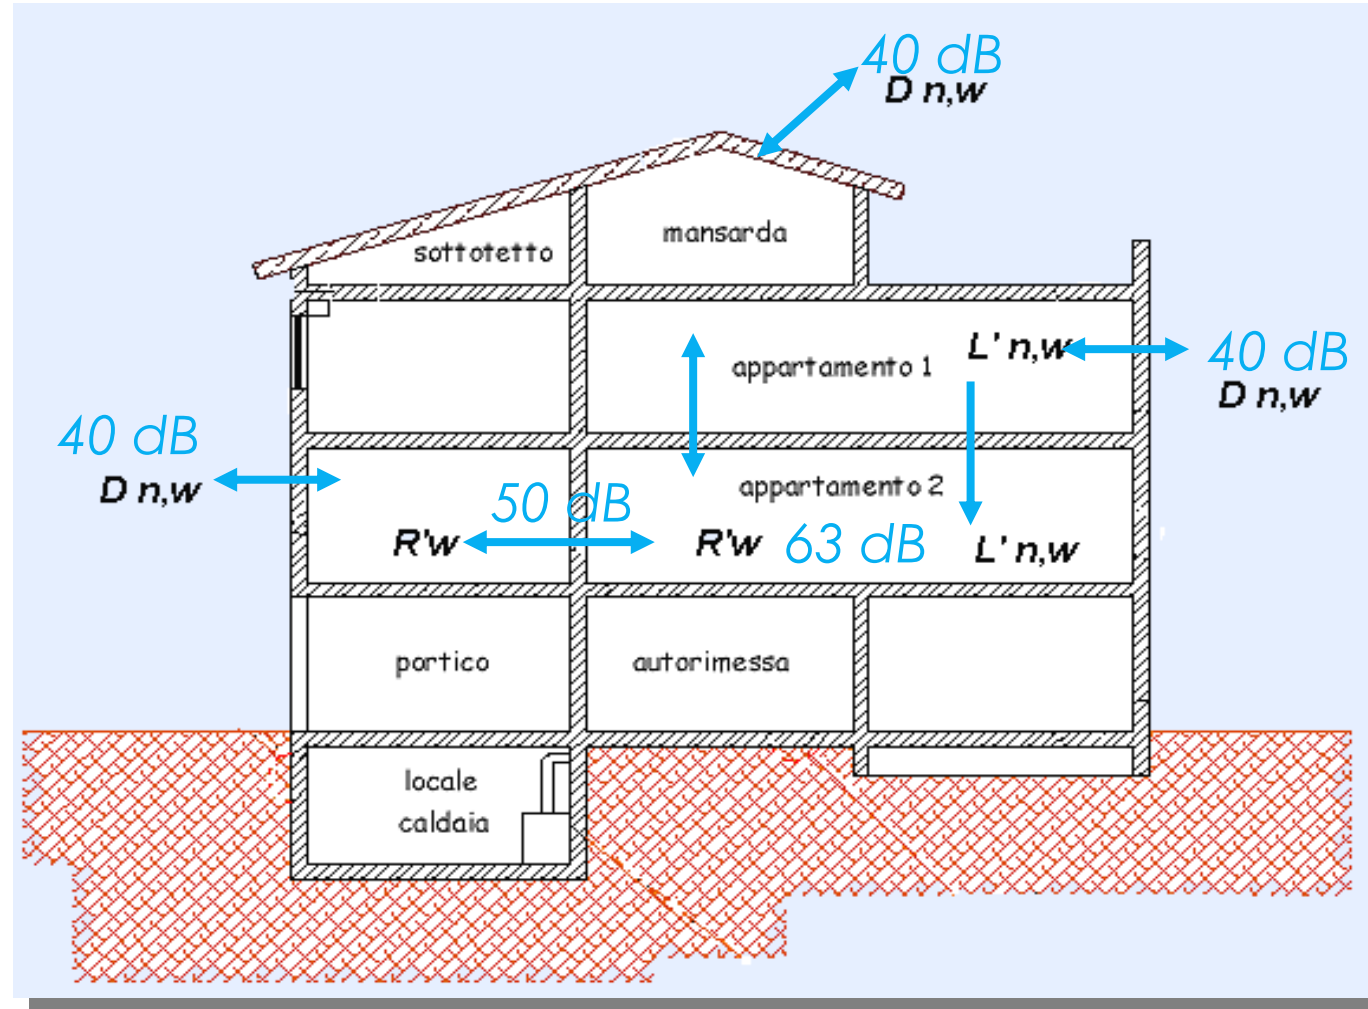 40 dB
D n,w
mansarda
sottotetto
L' n,w
40 dB
appartamento 1
D n,w
40 dB
D n,w
appartamento 2
50 dB
R'w
R'w
63 dB
L' n,w
portico
autorimessa
locale
caldaia